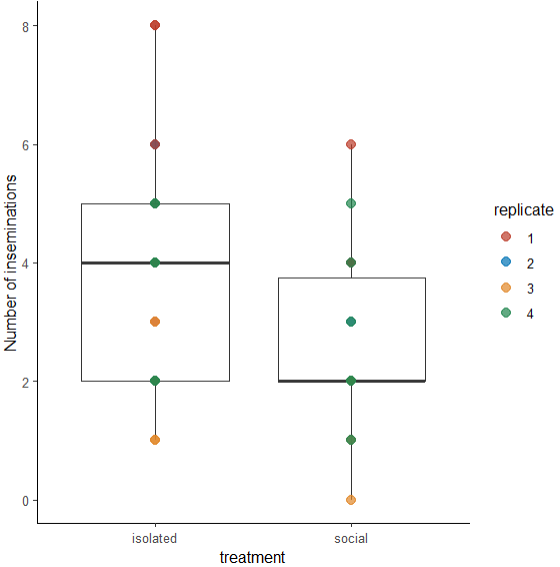 Number of inseminations
8
6
4
2
0
isolated
social
treatment
replicate
1
2
3
4